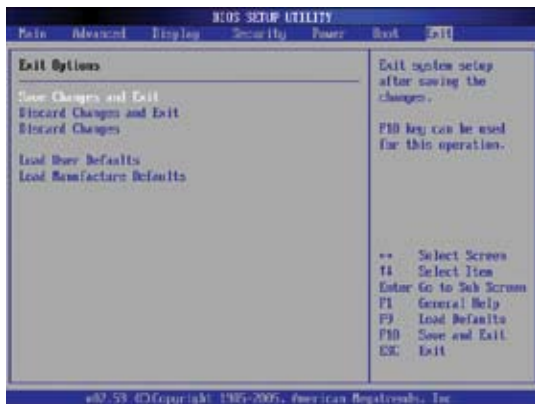 BIOS SETUP UTILITY
Main Advanced Display Security Power Boot Exit
Exit Options
Save Changes and Exit
Discard Changes and Exit
Discard Changes
Load User Defaults
Load Manufacture Defaults
Exit system setup
after saving the
changes.
F10 key can be used
for this operation.
↔ Select Screen
↑↓ Select Item
Enter Go to Sub Screen
F1 General Help
F9 Load Defaults
F10 Save and Exit
ESC Exit
v02.59 (C)Copyright 1985-2005, American Megatrends, Inc.